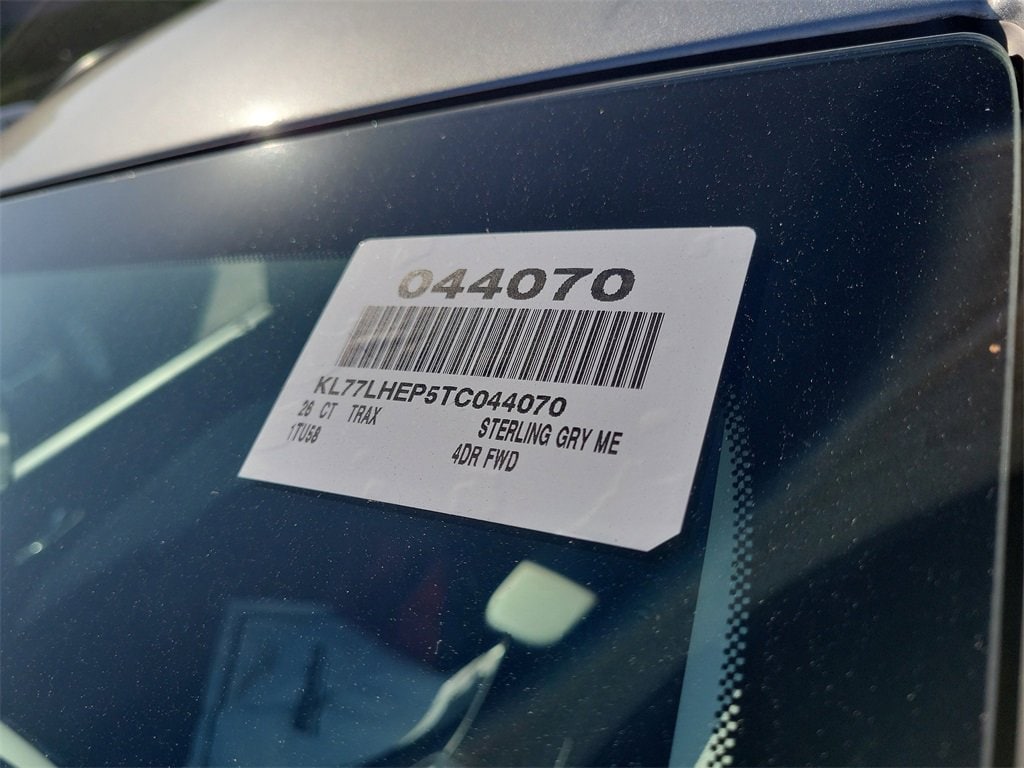 044070
KL77LHEP5TC044070
26 CT TRAX STERLING GRY ME
1TU58 4DR FWD